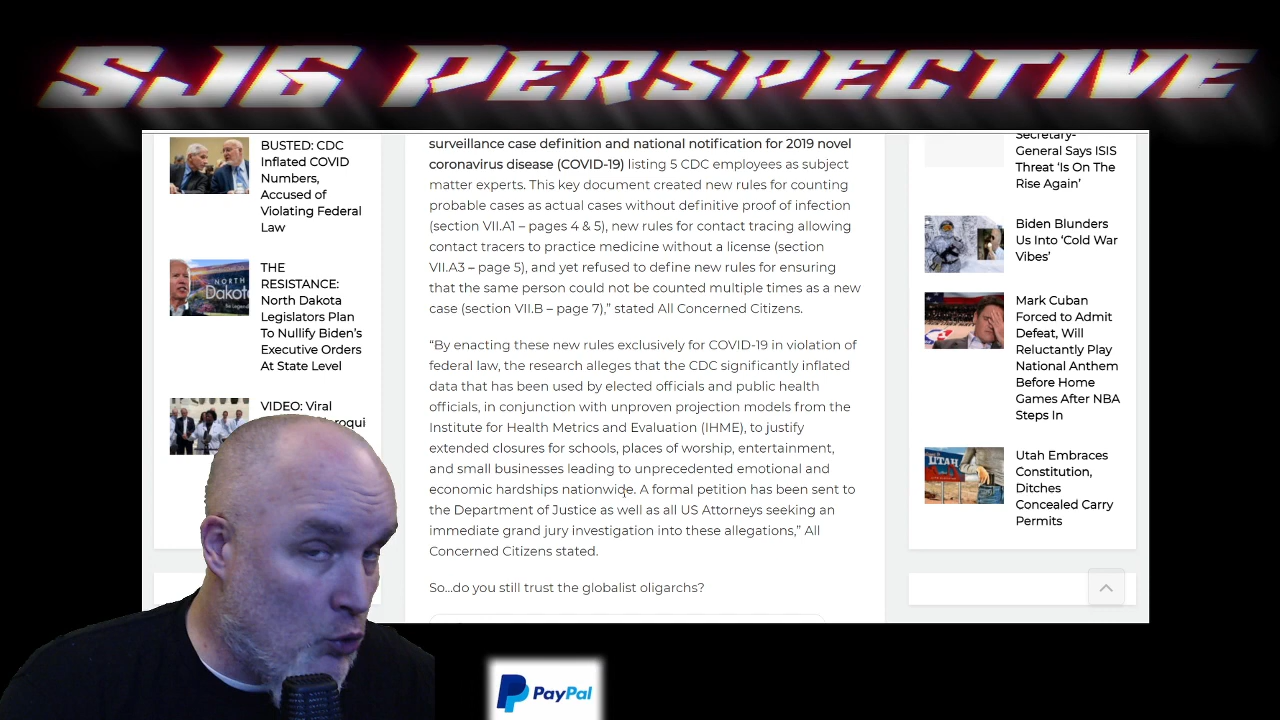 SJG PERSPECTIVE
BUSTED: CDC
Inflated COVID
Numbers,
Accused of
Violating Federal
Law
THE
RESISTANCE:
North Dakota
Legislators Plan
To Nullify Biden’s
Executive Orders
At State Level
VIDEO: Viral
roqui
NORTH
Dakota
surveillance case definition and national notification for 2019 novel
coronavirus disease (COVID-19) listing 5 CDC employees as subject
matter experts. This key document created new rules for counting
probable cases as actual cases without definitive proof of infection
(section VII.A1 – pages 4 & 5), new rules for contact tracing allowing
contact tracers to practice medicine without a license (section
VII.A3 – page 5), and yet refused to define new rules for ensuring
that the same person could not be counted multiple times as a new
case (section VII.B – page 7),” stated All Concerned Citizens.
“By enacting these new rules exclusively for COVID-19 in violation of
federal law, the research alleges that the CDC significantly inflated
data that has been used by elected officials and public health
officials, in conjunction with unproven projection models from the
Institute for Health Metrics and Evaluation (IHME), to justify
extended closures for schools, places of worship, entertainment,
and small businesses leading to unprecedented emotional and
economic hardships nationwide. A formal petition has been sent to
the Department of Justice as well as all US Attorneys seeking an
immediate grand jury investigation into these allegations,” All
Concerned Citizens stated.
So...do you still trust the globalist oligarchs?
Secretary-
General Says ISIS
Threat ‘Is On The
Rise Again’
Biden Blunders
Us Into ‘Cold War
Vibes’
Mark Cuban
Forced to Admit
Defeat, Will
Reluctantly Play
National Anthem
Before Home
Games After NBA
Steps In
Utah Embraces
Constitution,
Ditches
Concealed Carry
Permits
UTAH
PayPal